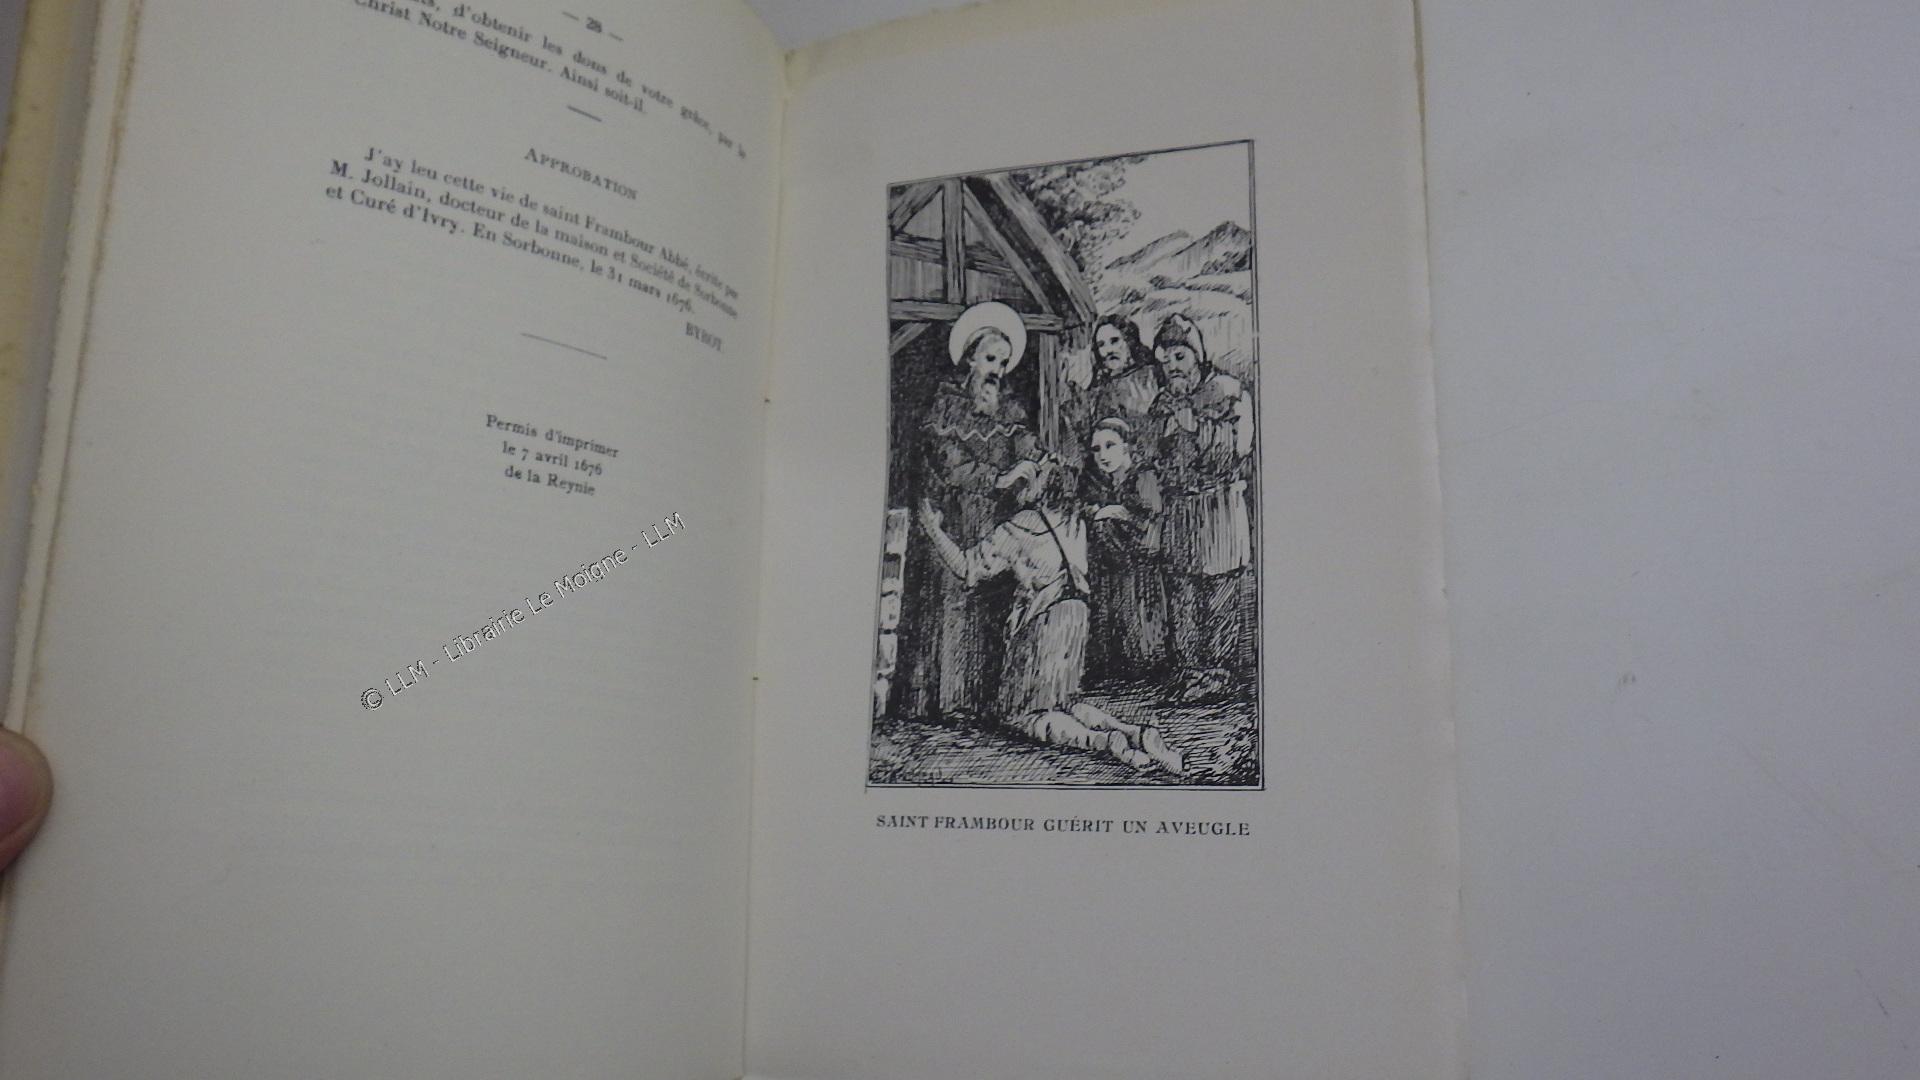 — 28 —
d'obtenir les dons de votre grâce, par le
Christ Notre Seigneur. Ainsi soit-il.
APPROBATION
J'ay leu cette vie de saint Frambour Abbé, écrite par
M. Jollain, docteur de la maison et Société de Sorbonne
et Curé d'Ivry. En Sorbonne, le 31 mars 1676.
Permis d'imprimer
le 7 avril 1676
de la Reynie
© LLM - Librairie Le Moigne - LLM
SAINT FRAMBOUR GUÉRIT UN AVEUGLE